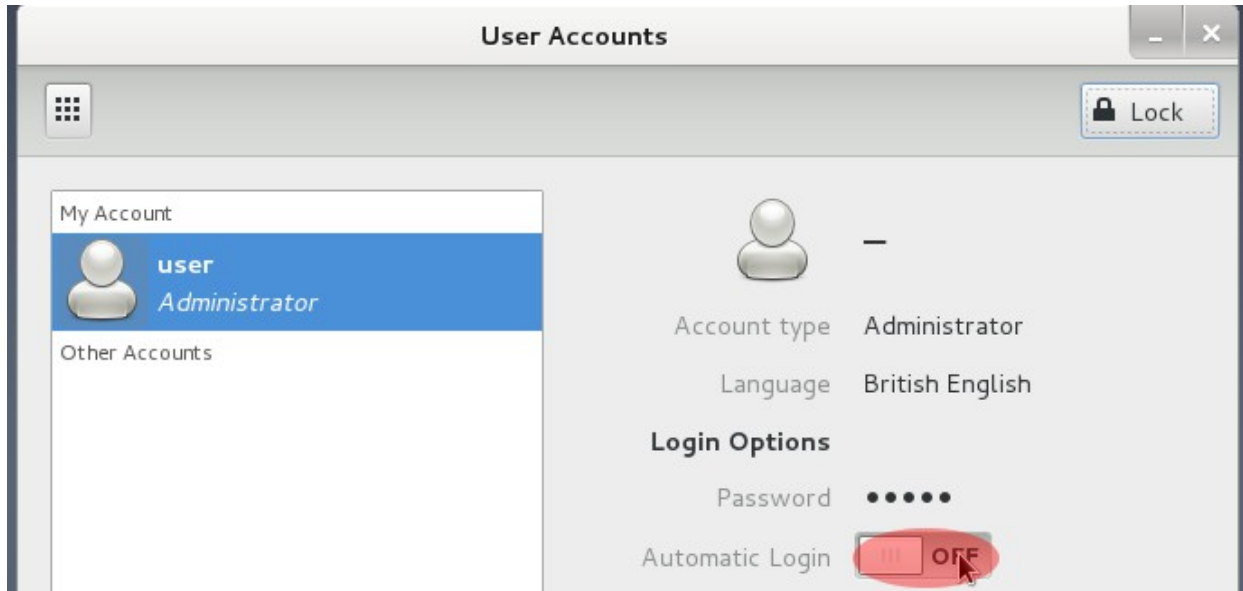 User Accounts
Lock
My Account
user
Administrator
Other Accounts
Account type Administrator
Language British English
Login Options
Password •••••
Automatic Login OFF